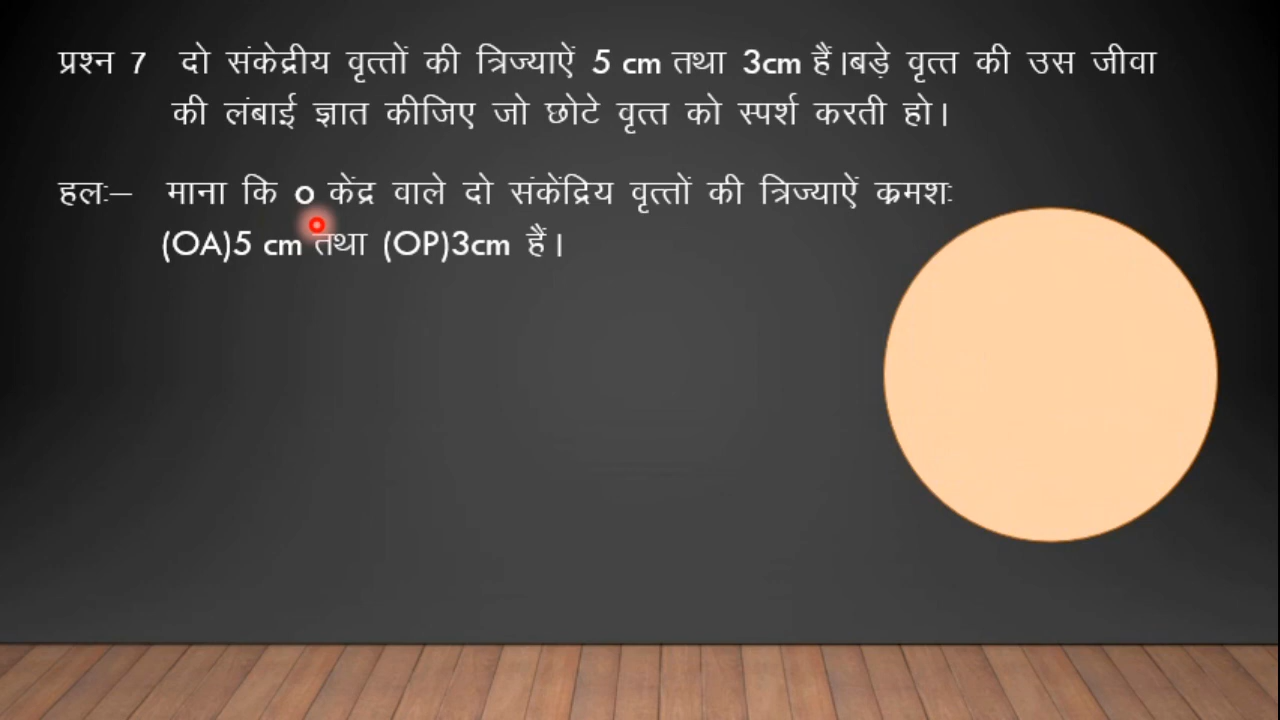 प्रश्न 7 दो संकेद्रीय वृत्तों की त्रिज्याऐं 5 cm तथा 3cm हैं।बड़े वृत्त की उस जीवा
की लंबाई ज्ञात कीजिए जो छोटे वृत्त को स्पर्श करती हो।
हलः– माना कि o केंद्र वाले दो संकेंद्रिय वृत्तों की त्रिज्याऐं क्रमशः
(OA)5 cm तथा (OP)3cm हैं।